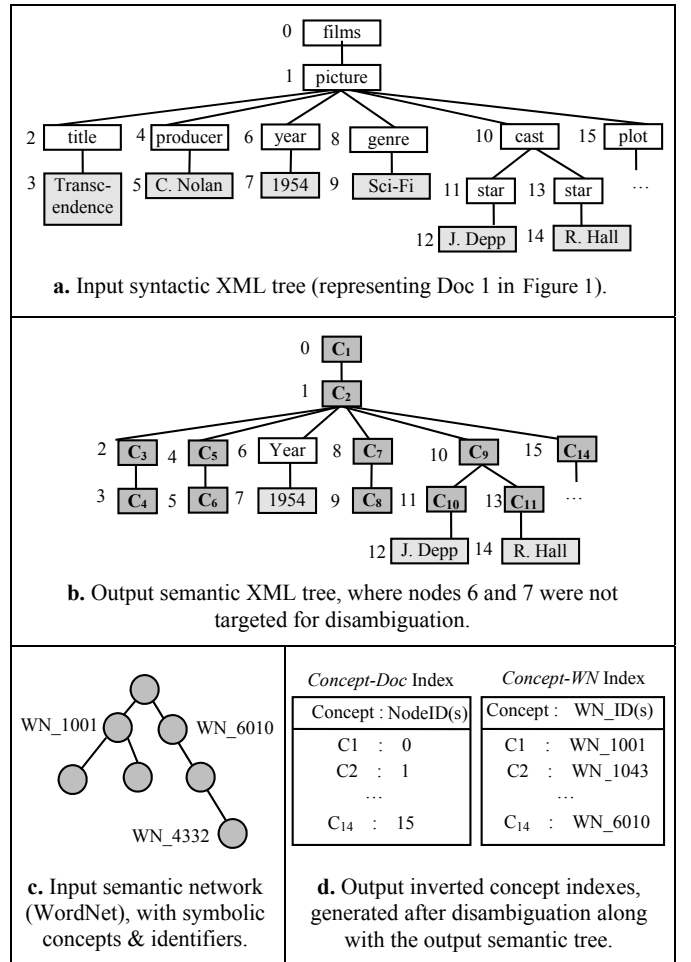 0 films
1 picture
2 title 4 producer 6 year 8 genre 10 cast 15 plot
3 Transc-
endence 5 C. Nolan 7 1954 9 Sci-Fi 11 star 13 star …
12 J. Depp 14 R. Hall
a. Input syntactic XML tree (representing Doc 1 in Figure 1).
0 C₁
1 C₂
2 C₃ 4 C₅ 6 Year 8 C₇ 10 C₉ 15 C₁₄
3 C₄ 5 C₆ 7 1954 9 C₈ 11 C₁₀ 13 C₁₁ …
12 J. Depp 14 R. Hall
b. Output semantic XML tree, where nodes 6 and 7 were not
targeted for disambiguation.
WN_1001 WN_6010
WN_4332
c. Input semantic network
(WordNet), with symbolic
concepts & identifiers.
Concept-Doc Index
Concept : NodeID(s)
C1 : 0
C2 : 1
…
C₁₄ : 15
Concept-WN Index
Concept : WN_ID(s)
C1 : WN_1001
C2 : WN_1043
…
C₁₄ : WN_6010
d. Output inverted concept indexes,
generated after disambiguation along
with the output semantic tree.